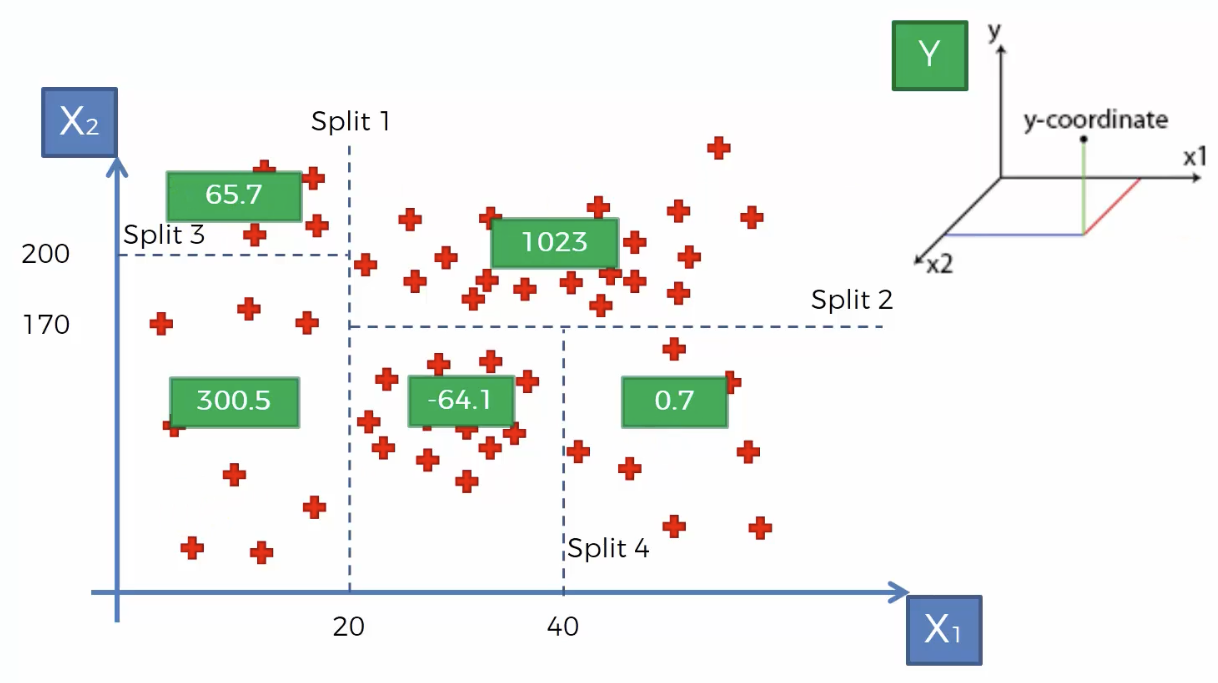 Y
y
X2
Split 1
y-coordinate
x1
65.7
Split 3
1023
200
x2
Split 2
170
300.5
-64.1
0.7
Split 4
20
40
X1